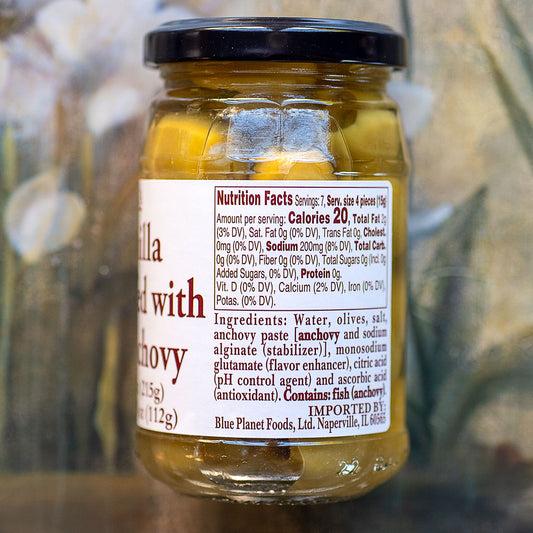 illa
ed with
chovy
(215g)
(112g)
Nutrition Facts Servings: 7, Serv. size 4 pieces (15g)
Amount per serving: Calories 20, Total Fat 2g
(3% DV), Sat. Fat 0g (0% DV), Trans Fat 0g, Cholest.
0mg (0% DV), Sodium 200mg (8% DV), Total Carb.
0g (0% DV), Fiber 0g (0% DV), Total Sugars 0g (Incl. 0g
Added Sugars, 0% DV), Protein 0g.
Vit. D (0% DV), Calcium (2% DV), Iron (0% DV),
Potas. (0% DV).
Ingredients: Water, olives, salt,
anchovy paste [anchovy and sodium
alginate (stabilizer)], monosodium
glutamate (flavor enhancer), citric acid
(pH control agent) and ascorbic acid
(antioxidant). Contains: fish (anchovy).
IMPORTED BY:
Blue Planet Foods, Ltd. Naperville, IL 60565